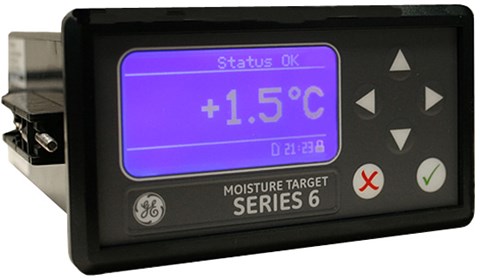 Status OK
+1.5°C
D 21:23
GE
MOISTURE TARGET
SERIES 6